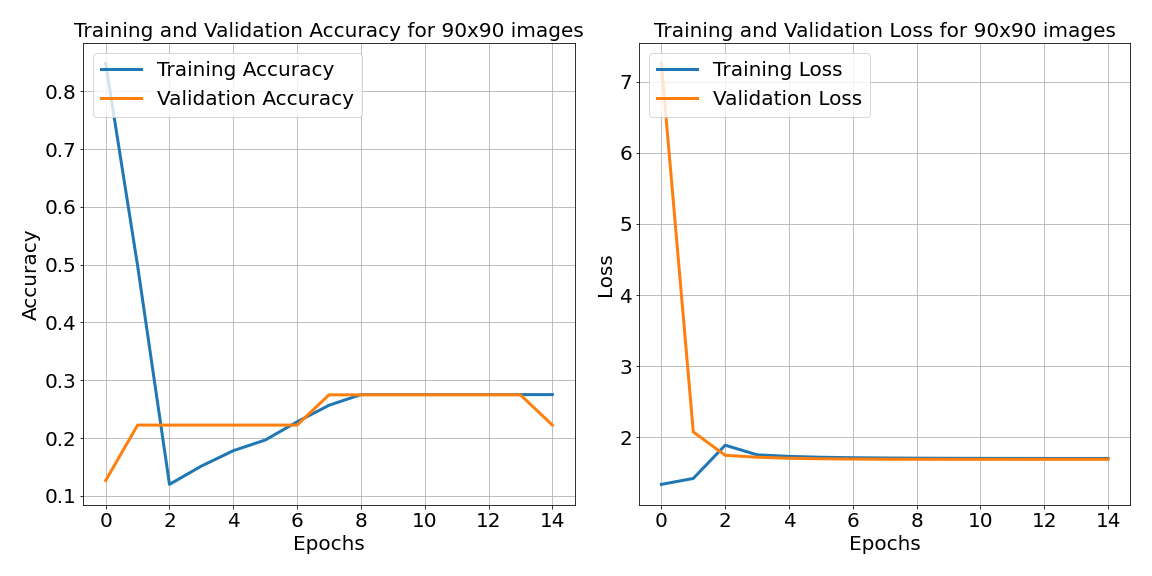 Training and Validation Accuracy for 90x90 images
Training Accuracy
Validation Accuracy
0.8
0.7
0.6
0.5
0.4
0.3
0.2
0.1
Accuracy
0 2 4 6 8 10 12 14
Epochs
Training and Validation Loss for 90x90 images
Training Loss
Validation Loss
7
6
5
4
3
2
Loss
0 2 4 6 8 10 12 14
Epochs